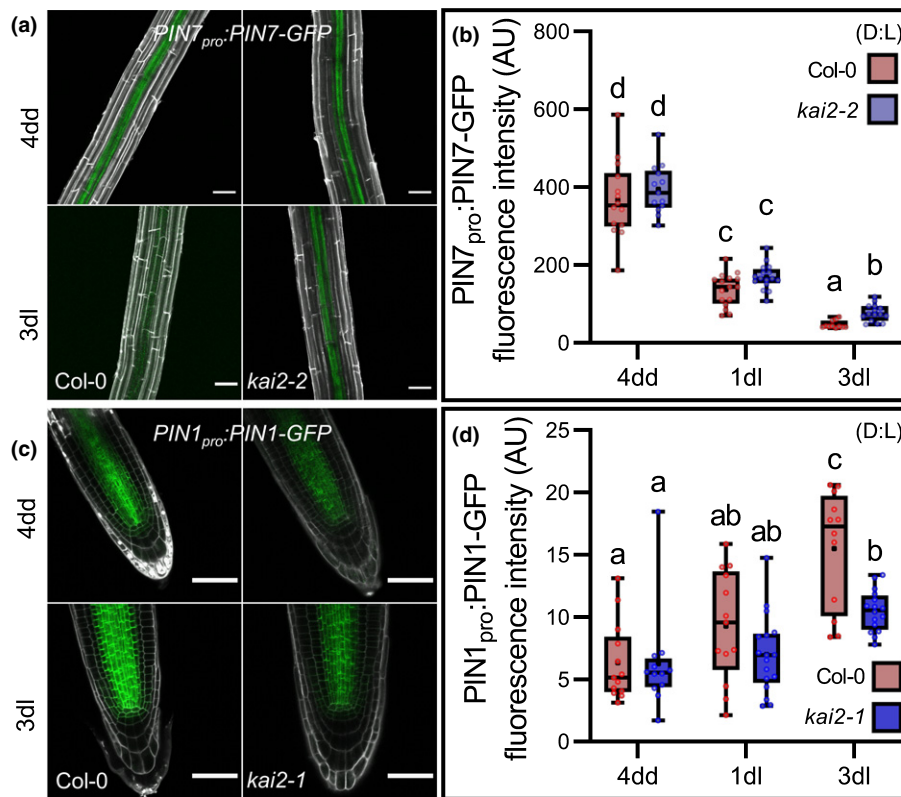 (a)
PIN7pro:PIN7-GFP
4dd
3dl
Col-0
kai2-2
(b)
(D:L)
Col-0
kai2-2
PIN7pro:PIN7-GFP
fluorescence intensity (AU)
800
600
400
200
0
d
d
c
c
a
b
4dd
1dl
3dl
(c)
PIN1pro:PIN1-GFP
4dd
3dl
Col-0
kai2-1
(d)
(D:L)
PIN1pro:PIN1-GFP
fluorescence intensity (AU)
25
20
15
10
5
0
a
a
ab
ab
c
b
Col-0
kai2-1
4dd
1dl
3dl